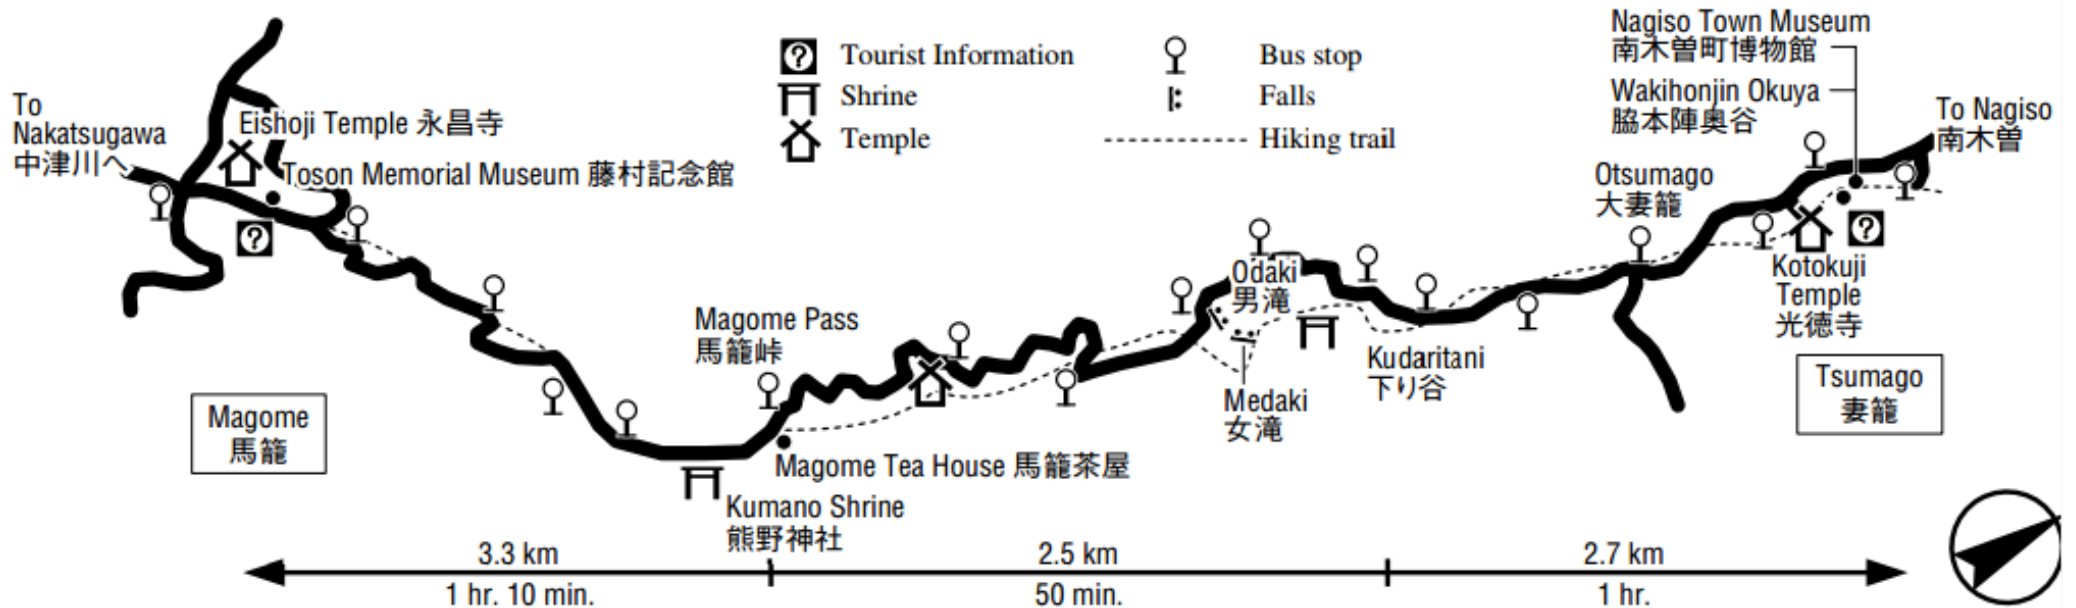 To
Nakatsugawa
中津川へ
Eishoji Temple 永昌寺
Toson Memorial Museum 藤村記念館
?
?
Tourist Information
Shrine
Temple
Bus stop
Falls
Hiking trail
Nagiso Town Museum
南木曽町博物館
Wakihonjin Okuya
脇本陣奥谷
To Nagiso
南木曽
Otsumago
大妻籠
?
Kotokuji
Temple
光徳寺
Odaki
男滝
Magome Pass
馬籠峠
Kudaritani
下り谷
Medaki
女滝
Magome
馬籠
Tsumago
妻籠
Magome Tea House 馬籠茶屋
Kumano Shrine
熊野神社
3.3 km
2.5 km
2.7 km
1 hr. 10 min.
50 min.
1 hr.